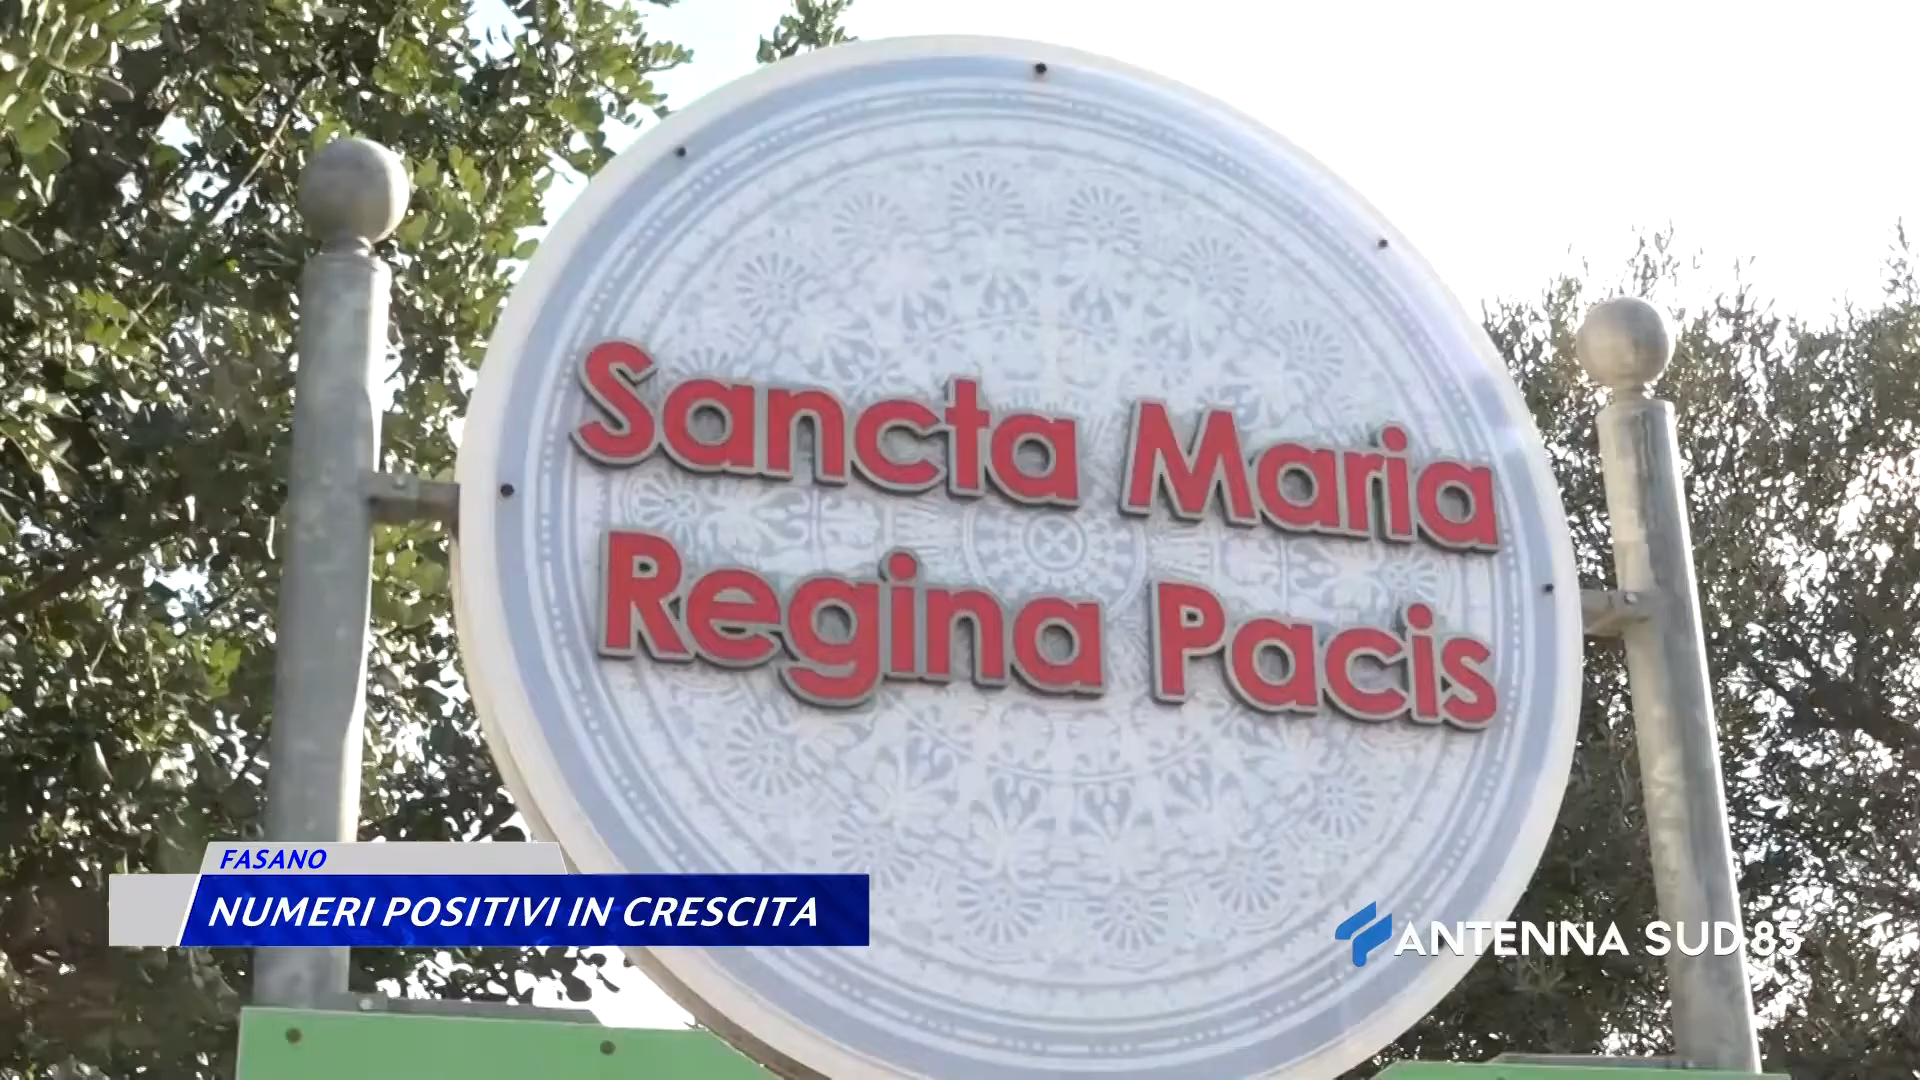 Sancta Maria
Regina Pacis
FASANO
NUMERI POSITIVI IN CRESCITA
ANTENNA SUD 85